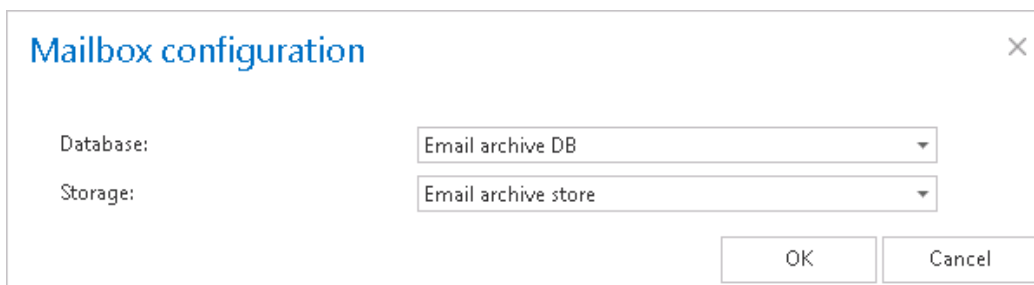 Mailbox configuration
Database:
Email archive DB
Storage:
Email archive store
OK
Cancel